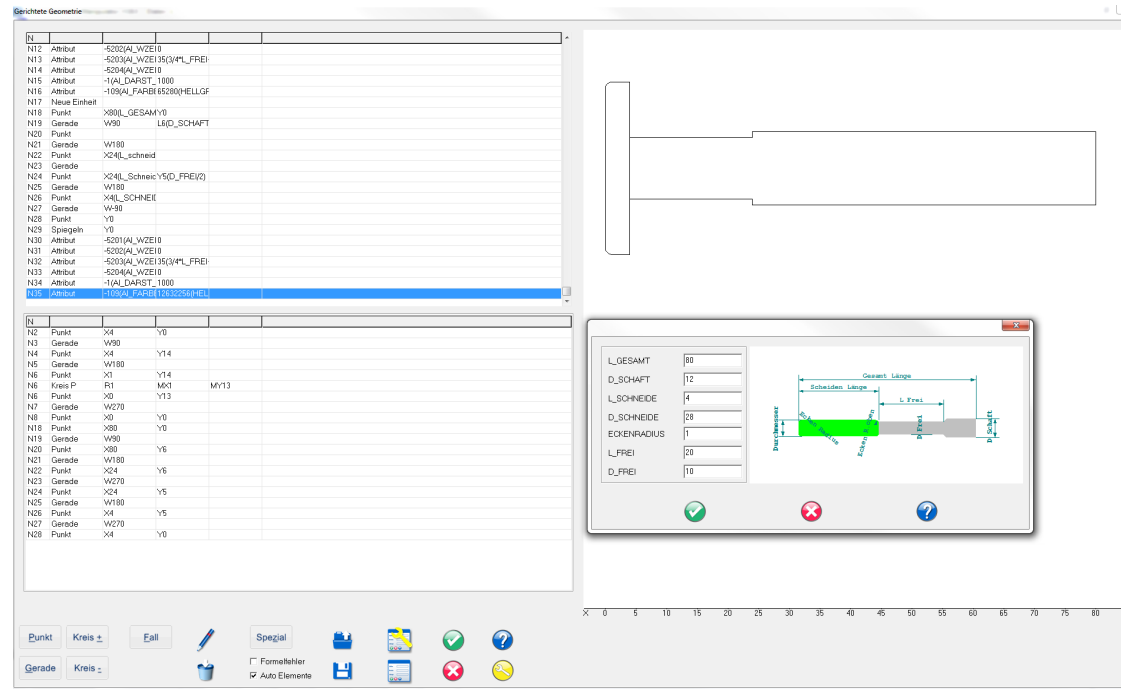 Gerichtete Geometrie
N
N12 Attribut -5202(AI_WZEI 0
N13 Attribut -5203(AI_WZEI 35(3/4*L_FREI-
N14 Attribut -5204(AI_WZEI 0
N15 Attribut -1(AI_DARST_ 1000
N16 Attribut -109(AI_FARBE 65280(HELLGF
N17 Neue Einheit
N18 Punkt X80(L_GESAM Y0
N19 Gerade W90 L6(D_SCHAFT
N20 Punkt
N21 Gerade W180
N22 Punkt X24(L_schneid
N23 Gerade
N24 Punkt X24(L_Schneic Y5(D_FREI/2)
N25 Gerade W180
N26 Punkt X4(L_SCHNEIC
N27 Gerade W-90
N28 Punkt Y0
N29 Spiegeln Y0
N30 Attribut -5201(AI_WZEI 0
N31 Attribut -5202(AI_WZEI 0
N32 Attribut -5203(AI_WZEI 35(3/4*L_FREI-
N33 Attribut -5204(AI_WZEI 0
N34 Attribut -1(AI_DARST_ 1000
N35 Attribut -109(AI_FARBE 12632256(HEL
N
N2 Punkt X4 Y0
N3 Gerade W90
N4 Punkt X4 Y14
N5 Gerade W180
N6 Punkt X1 Y14
N6 Kreis P R1 MX1 MY13
N6 Punkt X0 Y13
N7 Gerade W270
N8 Punkt X0 Y0
N18 Punkt X80 Y0
N19 Gerade W90
N20 Punkt X80 Y6
N21 Gerade W180
N22 Punkt X24 Y6
N23 Gerade W270
N24 Punkt X24 Y5
N25 Gerade W180
N26 Punkt X4 Y5
N27 Gerade W270
N28 Punkt X4 Y0
L_GESAMT 80
D_SCHAFT 12
L_SCHNEIDE 4
D_SCHNEIDE 28
ECKENRADIUS 1
L_FREI 20
D_FREI 10
Gesamt Länge
Scheiden Länge
L Frei
Durchmesser
Ecken Radius
Ecken R oben
D Frei
D Schaft
X 0 5 10 15 20 25 30 35 40 45 50 55 60 65 70 75 80
Punkt Kreis + Fall Spezial
Gerade Kreis -
Formelfehler
Auto Elemente